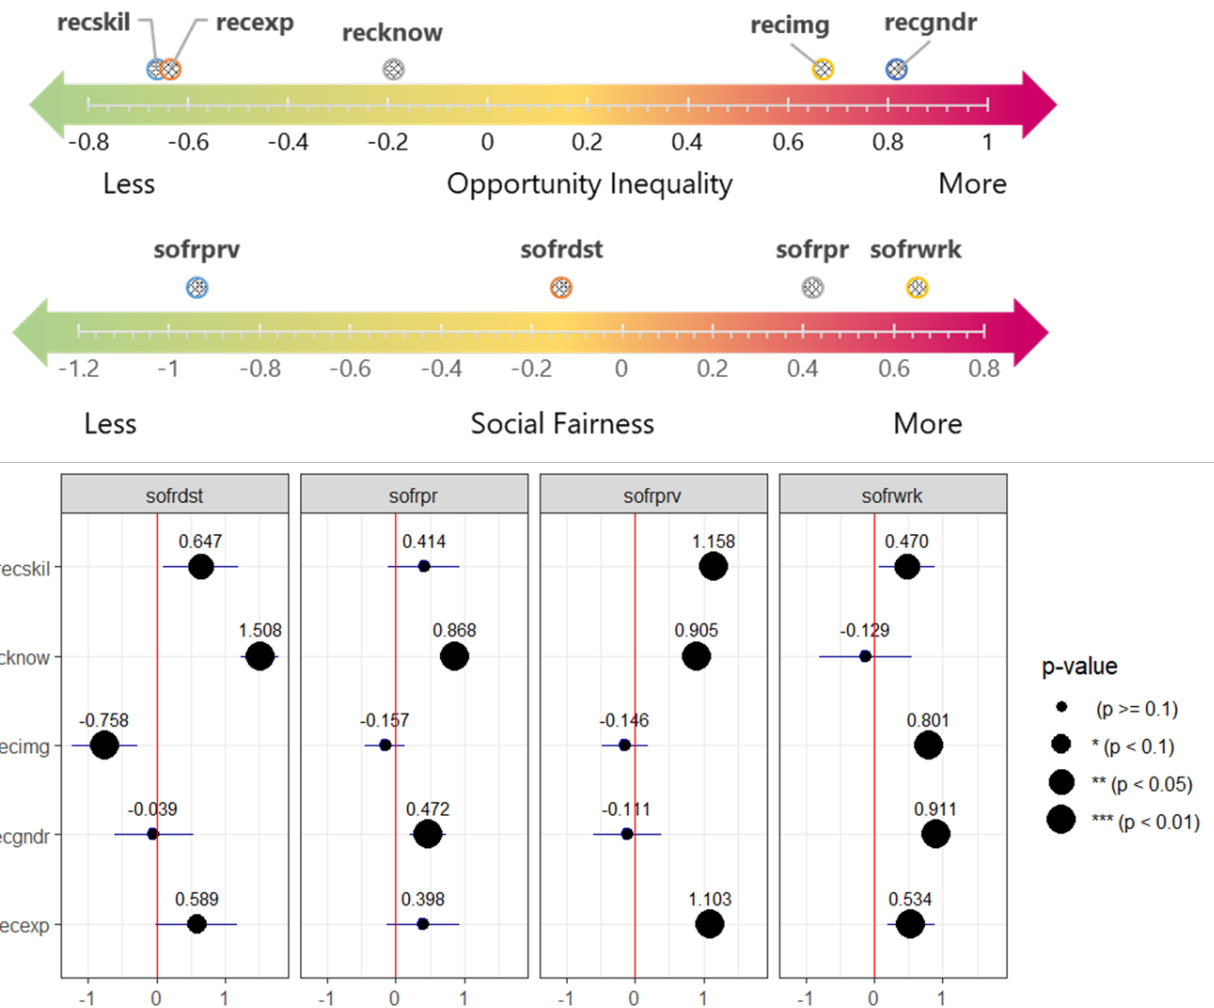 recskil recexp recknow recimg recgndr
-0.8 -0.6 -0.4 -0.2 0 0.2 0.4 0.6 0.8 1
Less Opportunity Inequality More
sofrprv sofrdst sofrpr sofrwrk
-1.2 -1 -0.8 -0.6 -0.4 -0.2 0 0.2 0.4 0.6 0.8
Less Social Fairness More
sofrdst sofrpr sofrprv sofrwrk
0.647 0.414 1.158 0.470
recskil
1.508 0.868 0.905 -0.129
cknow
-0.758 -0.157 -0.146 0.801
ecimg
-0.039 0.472 -0.111 0.911
ecgndr
0.589 0.398 1.103 0.534
ecexp
-1 0 1 -1 0 1 -1 0 1 -1 0 1
p-value
(p >= 0.1)
* (p < 0.1)
** (p < 0.05)
*** (p < 0.01)